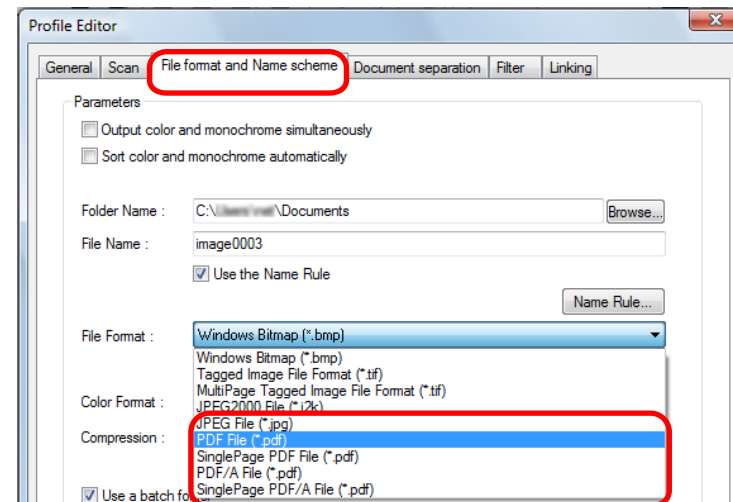 Profile Editor
General Scan File format and Name scheme Document separation Filter Linking
Parameters
Output color and monochrome simultaneously
Sort color and monochrome automatically
Folder Name : C:\ \Documents Browse...
File Name : image0003
Use the Name Rule
Name Rule...
File Format : Windows Bitmap (*.bmp)
Windows Bitmap (*.bmp)
Tagged Image File Format (*.tif)
MultiPage Tagged Image File Format (*.tif)
Color Format : JPEG2000 File (*.j2k)
JPEG File (*.jpg)
Compression : PDF File (*.pdf)
SinglePage PDF File (*.pdf)
PDF/A File (*.pdf)
Use a batch SinglePage PDF/A File (*.pdf)